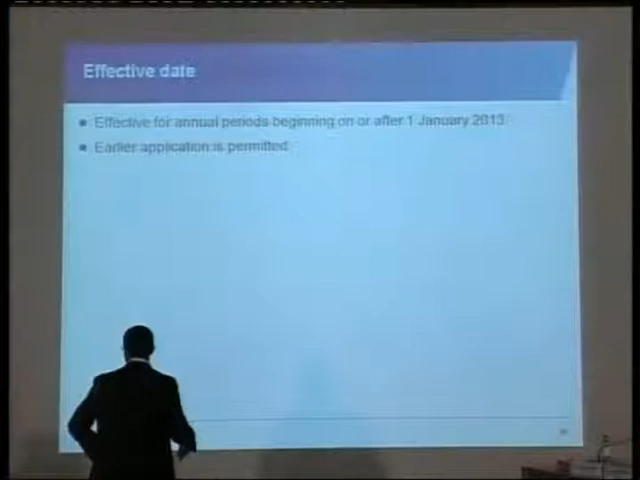 Effective date
Effective for annual periods beginning on or after 1 January 2013
Earlier application is permitted